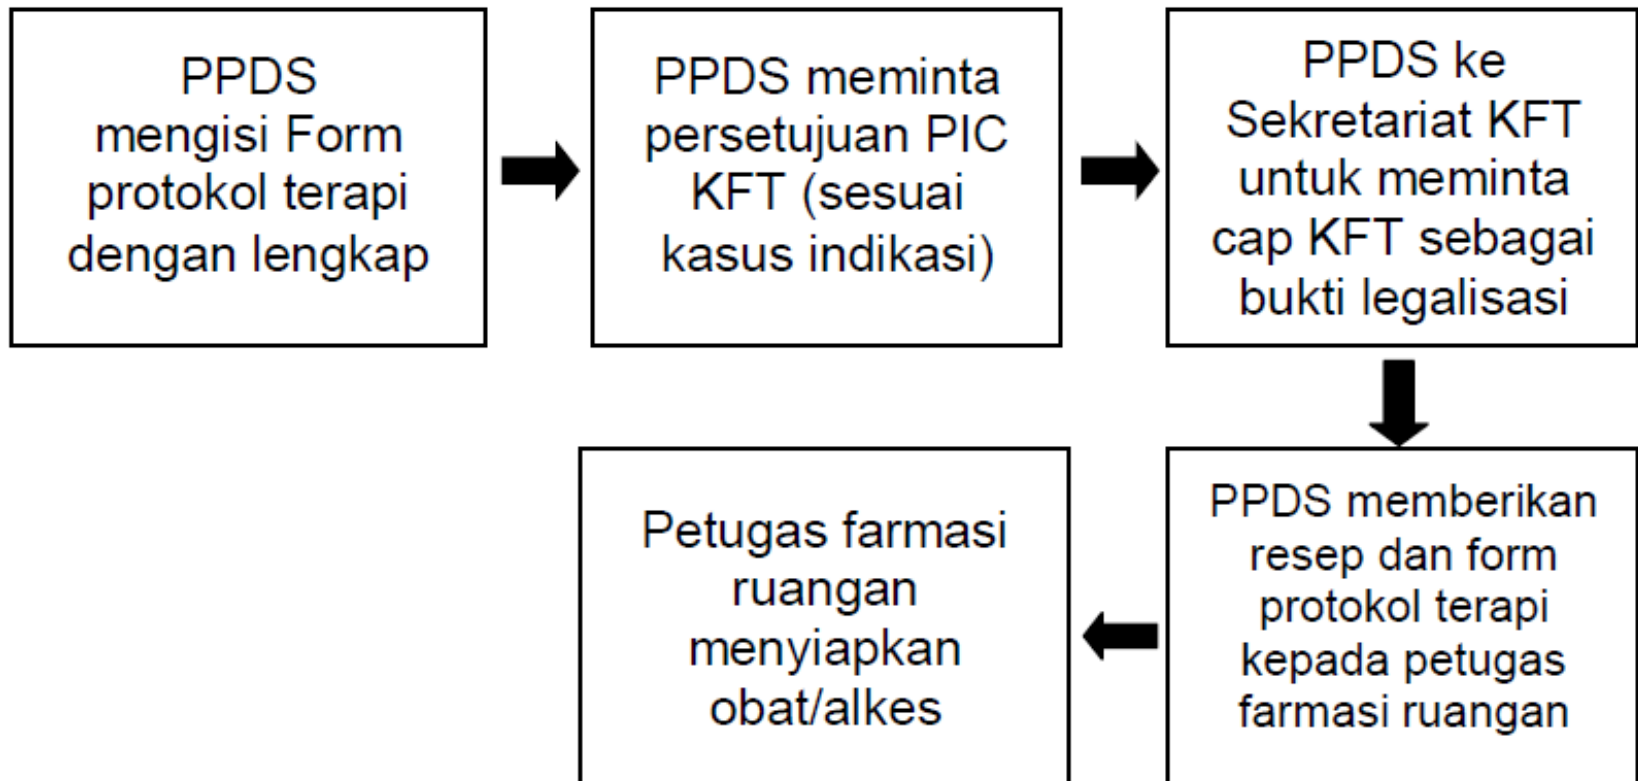 PPDS
mengisi Form
protokol terapi
dengan lengkap
PPDS meminta
persetujuan PIC
KFT (sesuai
kasus indikasi)
PPDS ke
Sekretariat KFT
untuk meminta
cap KFT sebagai
bukti legalisasi
PPDS memberikan
resep dan form
protokol terapi
kepada petugas
farmasi ruangan
Petugas farmasi
ruangan
menyiapkan
obat/alkes